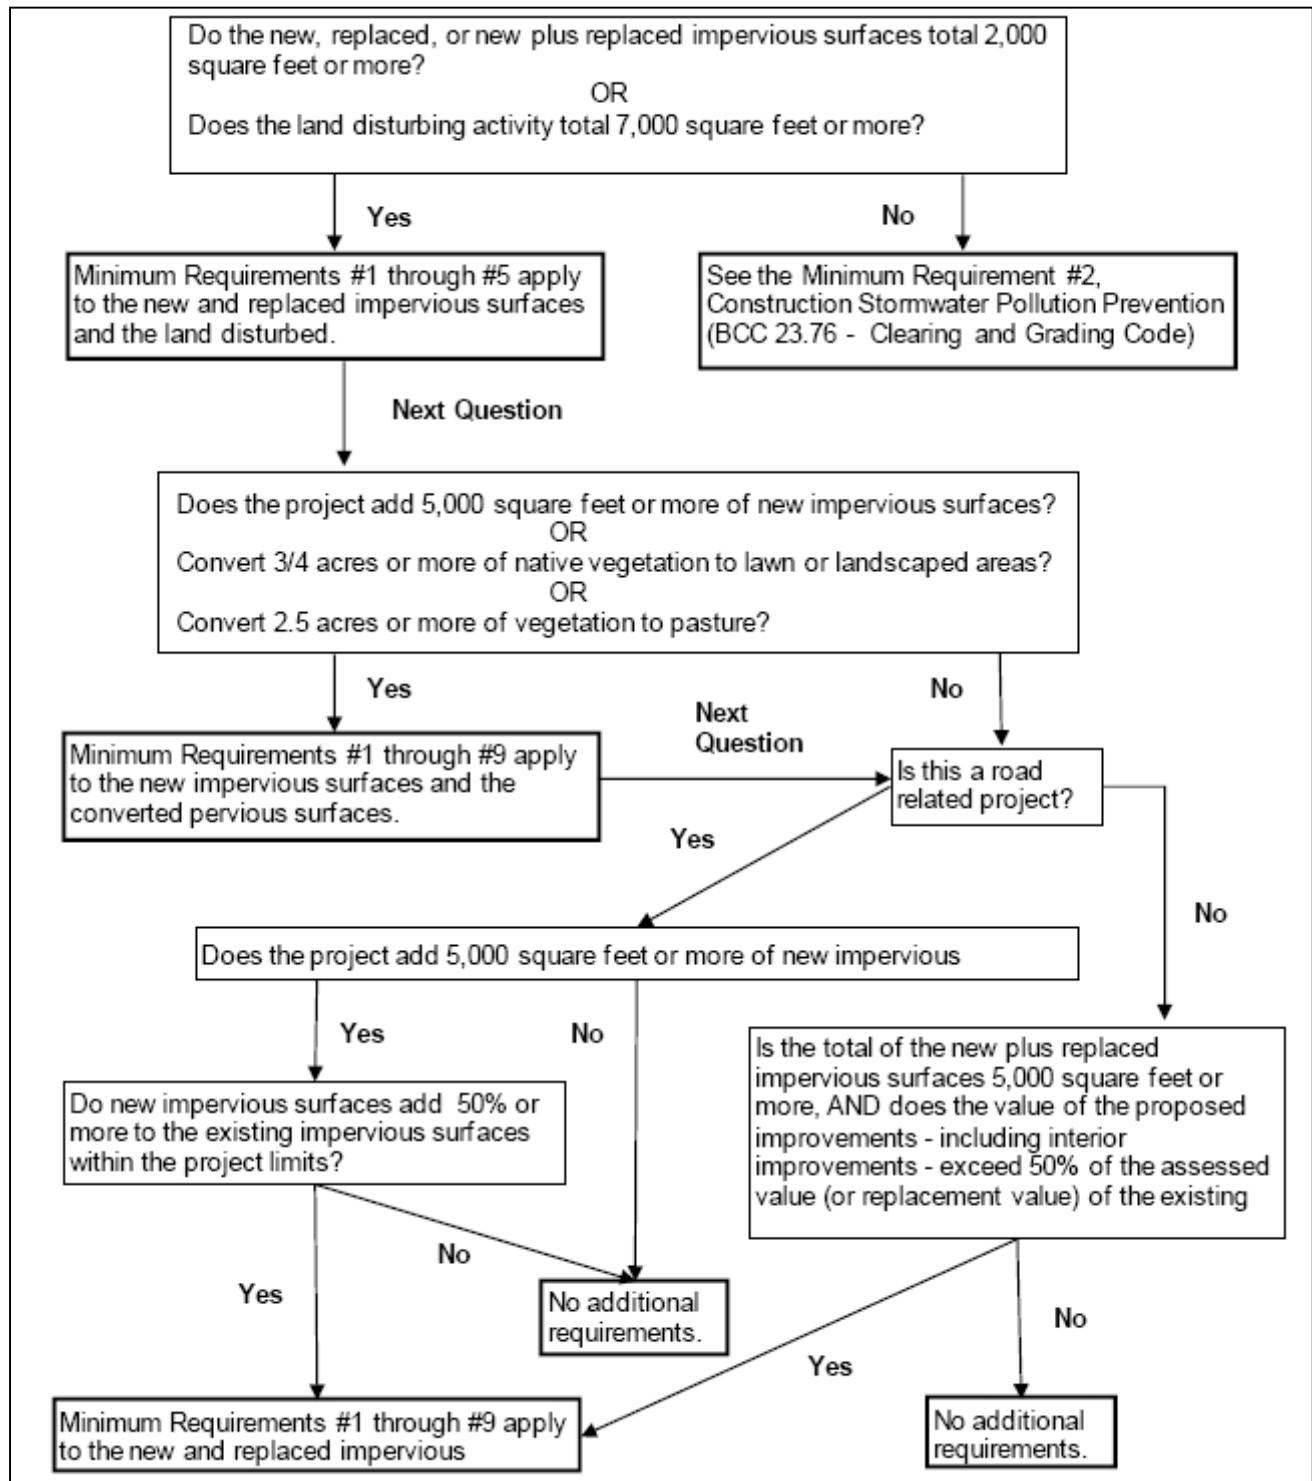 Do the new, replaced, or new plus replaced impervious surfaces total 2,000
square feet or more?
OR
Does the land disturbing activity total 7,000 square feet or more?
Yes
No
Minimum Requirements #1 through #5 apply
to the new and replaced impervious surfaces
and the land disturbed.
See the Minimum Requirement #2,
Construction Stormwater Pollution Prevention
(BCC 23.76 - Clearing and Grading Code)
Next Question
Does the project add 5,000 square feet or more of new impervious surfaces?
OR
Convert 3/4 acres or more of native vegetation to lawn or landscaped areas?
OR
Convert 2.5 acres or more of vegetation to pasture?
Yes
No
Next
Question
Minimum Requirements #1 through #9 apply
to the new impervious surfaces and the
converted pervious surfaces.
Is this a road
related project?
Yes
No
Does the project add 5,000 square feet or more of new impervious
Yes
No
Is the total of the new plus replaced
impervious surfaces 5,000 square feet or
more, AND does the value of the proposed
improvements - including interior
improvements - exceed 50% of the assessed
value (or replacement value) of the existing
Do new impervious surfaces add 50% or
more to the existing impervious surfaces
within the project limits?
No
Yes
No additional
requirements.
No
Yes
Minimum Requirements #1 through #9 apply
to the new and replaced impervious
No additional
requirements.